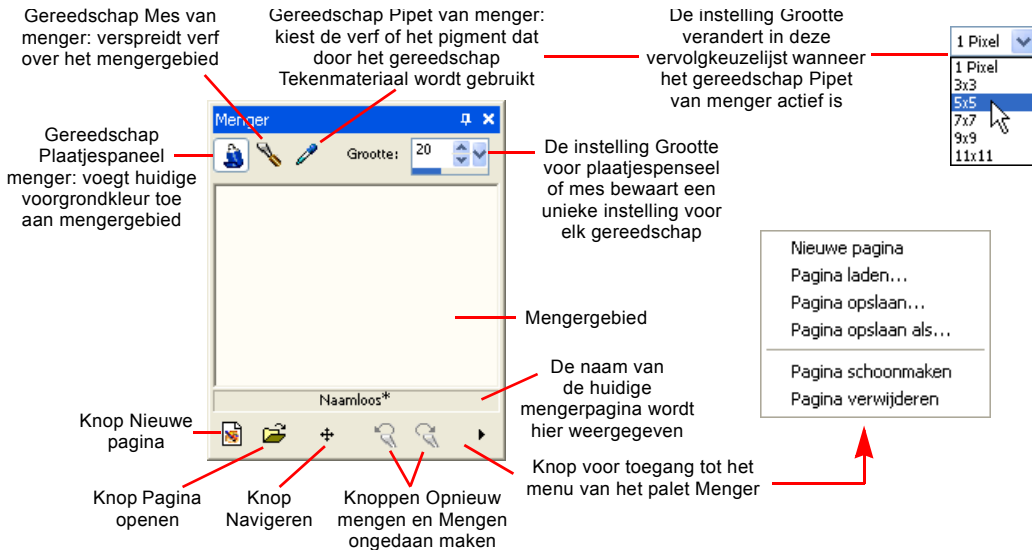 Gereedschap Mes van
menger: verspreidt verf
over het mengergebied
Gereedschap Pipet van menger:
kiest de verf of het pigment dat
door het gereedschap
Tekenmateriaal wordt gebruikt
De instelling Grootte
verandert in deze
vervolgkeuzelijst wanneer
het gereedschap Pipet
van menger actief is
1 Pixel
1 Pixel
3x3
5x5
7x7
9x9
11x11
Gereedschap
Plaatjespaneel
menger: voegt huidige
voorgrondkleur toe
aan mengergebied
Menger
Grootte:
20
De instelling Grootte
voor plaatjespenseel
of mes bewaart een
unieke instelling voor
elk gereedschap
Mengergebied
Naamloos*
De naam van
de huidige
mengerpagina wordt
hier weergegeven
Nieuwe pagina
Pagina laden...
Pagina opslaan...
Pagina opslaan als...
Pagina schoonmaken
Pagina verwijderen
Knop Nieuwe
pagina
Knop Pagina
openen
Knop
Navigeren
Knoppen Opnieuw
mengen en Mengen
ongedaan maken
Knop voor toegang tot het
menu van het palet Menger